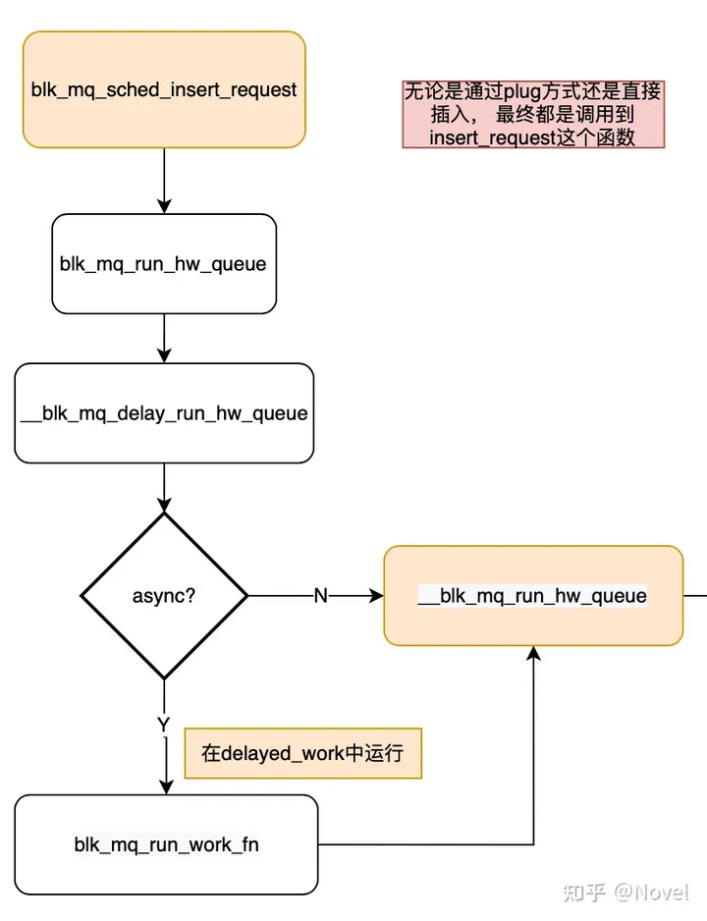 blk_mq_sched_insert_request
无论是通过plug方式还是直接
插入， 最终都是调用到
insert_request这个函数
blk_mq_run_hw_queue
__blk_mq_delay_run_hw_queue
async?
N
__blk_mq_run_hw_queue
Y
在delayed_work中运行
blk_mq_run_work_fn
知乎 @Novel